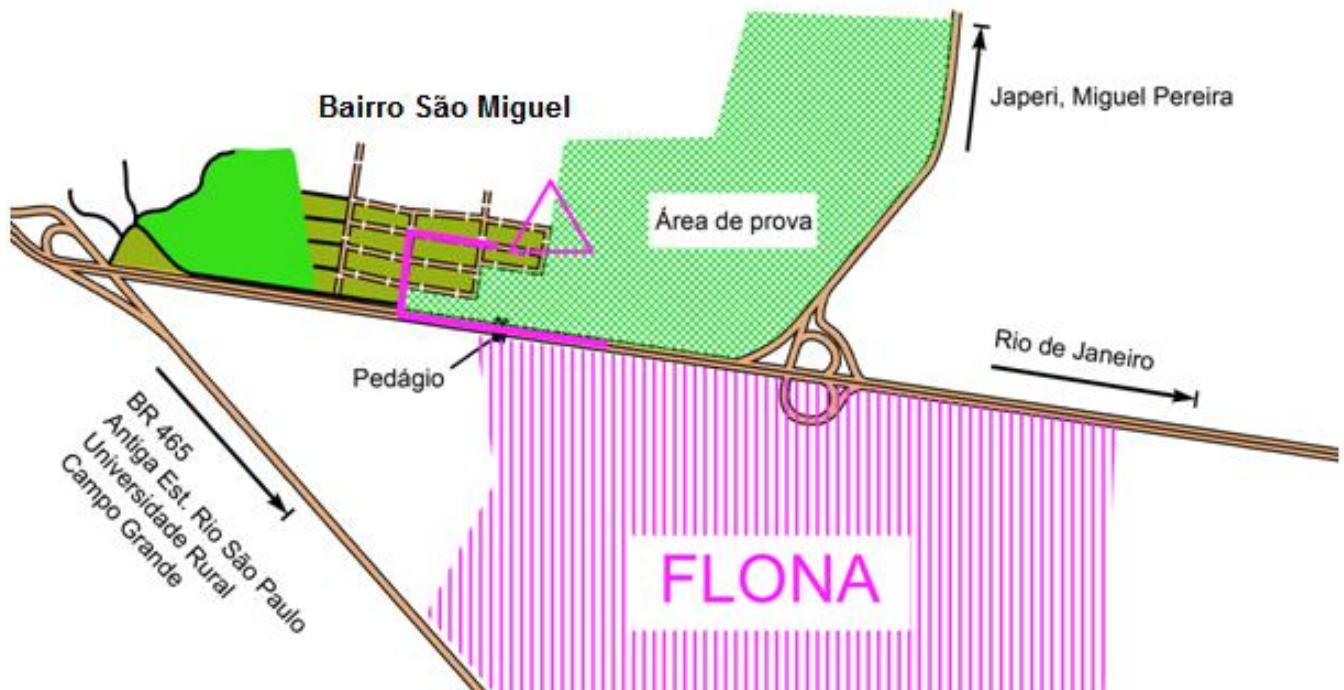 Bairro São Miguel
Japeri, Miguel Pereira
Área de prova
Rio de Janeiro
Pedágio
BR 465
Antiga Est. Rio São Paulo
Universidade Rural
Campo Grande
FLONA